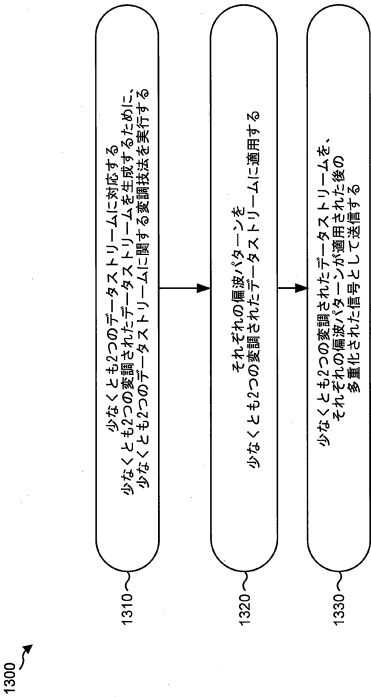 1300
1310
少なくとも2つのデータストリームに対応する
少なくとも2つの変調されたデータストリームを生成するために、
少なくとも2つのデータストリームに関する変調技法を実行する
1320
それぞれの偏波パターンを
少なくとも2つの変調されたデータストリームに適用する
1330
少なくとも2つの変調されたデータストリームを、
それぞれの偏波パターンが適用された後の
多重化された信号として送信する